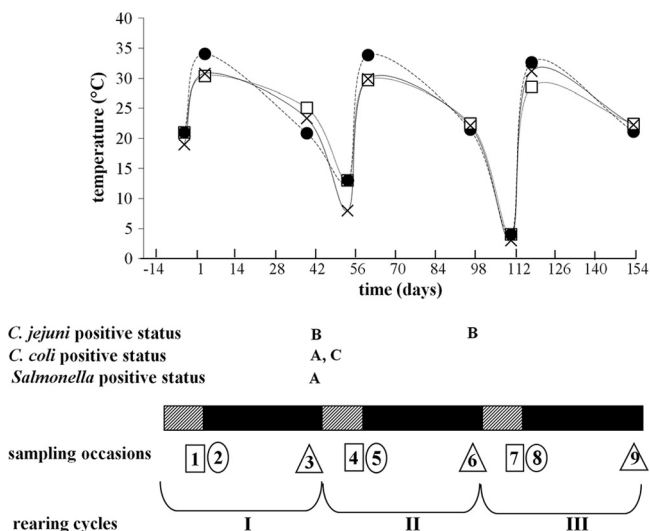 40
35
30
25
20
15
10
5
0
temperature (°C)
-14 1 14 28 42 56 70 84 98 112 126 140 154
time (days)
C. jejuni positive status B B
C. coli positive status A, C
Salmonella positive status A
sampling occasions 1 2 3 4 5 6 7 8 9
rearing cycles I II III